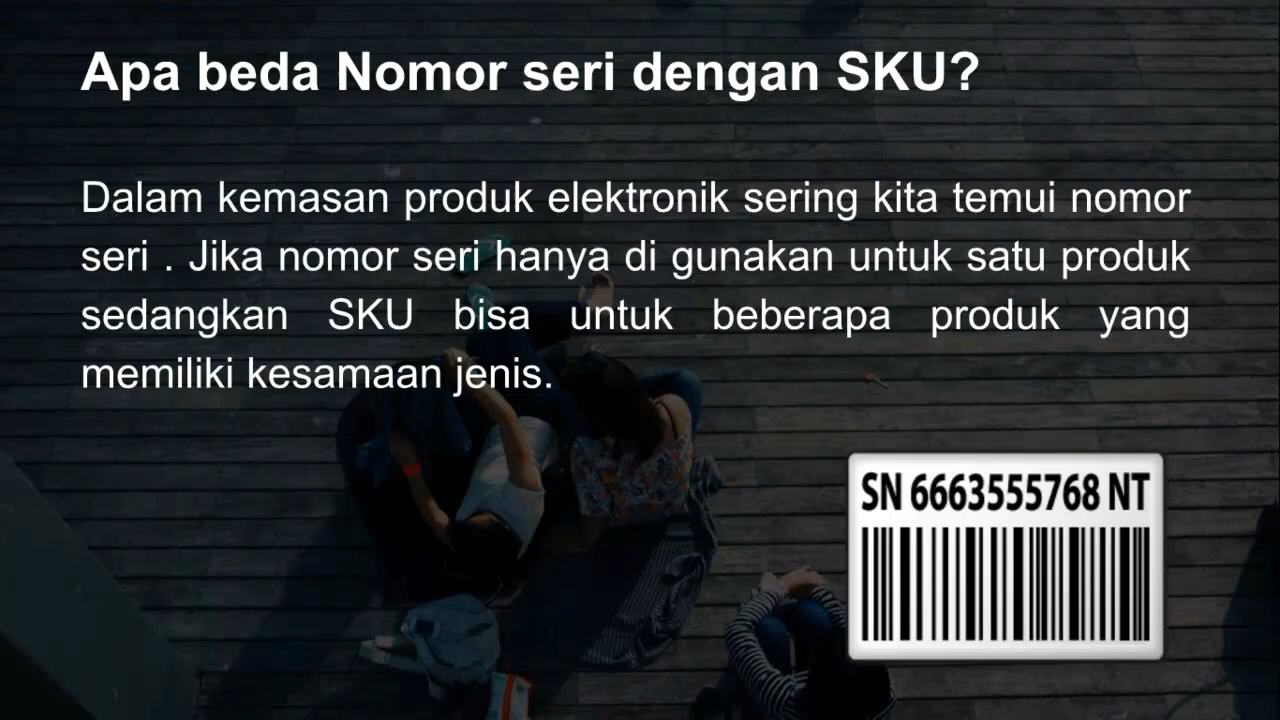 Apa beda Nomor seri dengan SKU?
Dalam kemasan produk elektronik sering kita temui nomor
seri . Jika nomor seri hanya di gunakan untuk satu produk
sedangkan SKU bisa untuk beberapa produk yang
memiliki kesamaan jenis.
SN 6663555768 NT